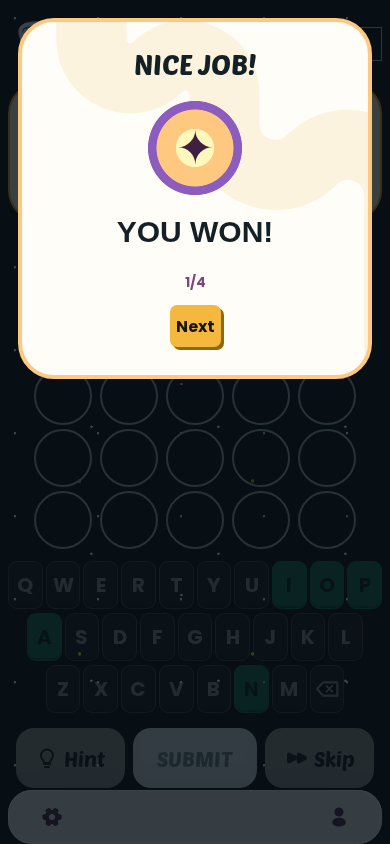 NICE JOB!
YOU WON!
1/4
Next
Q W E R T Y U I O P
A S D F G H J K L
Z X C V B N M
Hint SUBMIT Skip